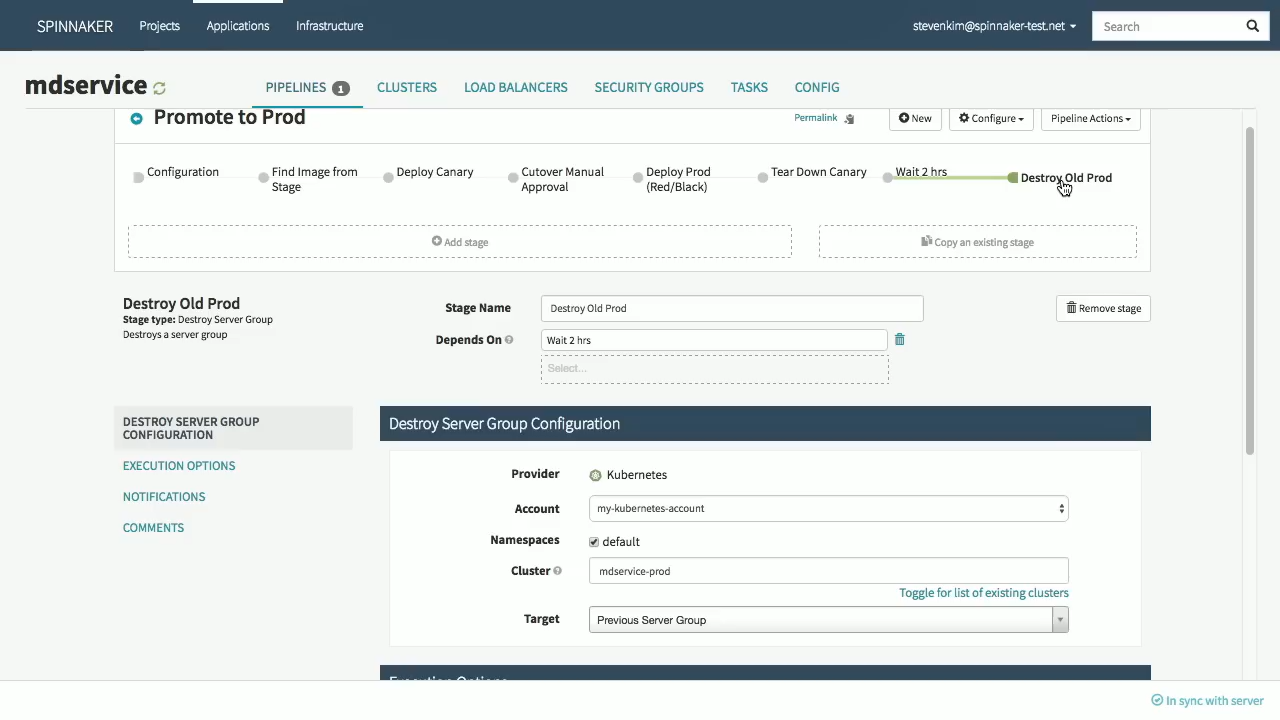 SPINNAKER Projects Applications Infrastructure stevenkim@spinnaker-test.net Search
mdservice PIPELINES 1 CLUSTERS LOAD BALANCERS SECURITY GROUPS TASKS CONFIG
Promote to Prod Permalink New Configure Pipeline Actions
Configuration Find Image from Deploy Canary Cutover Manual Deploy Prod Tear Down Canary Wait 2 hrs Destroy Old Prod
Stage Approval (Red/Black)
Add stage Copy an existing stage
Destroy Old Prod Stage Name Destroy Old Prod Remove stage
Stage type: Destroy Server Group
Destroys a server group Depends On Wait 2 hrs
Select...
DESTROY SERVER GROUP
CONFIGURATION
EXECUTION OPTIONS
NOTIFICATIONS
COMMENTS
Destroy Server Group Configuration
Provider Kubernetes
Account my-kubernetes-account
Namespaces default
Cluster mdservice-prod
Toggle for list of existing clusters
Target Previous Server Group
Execution Options
In sync with server